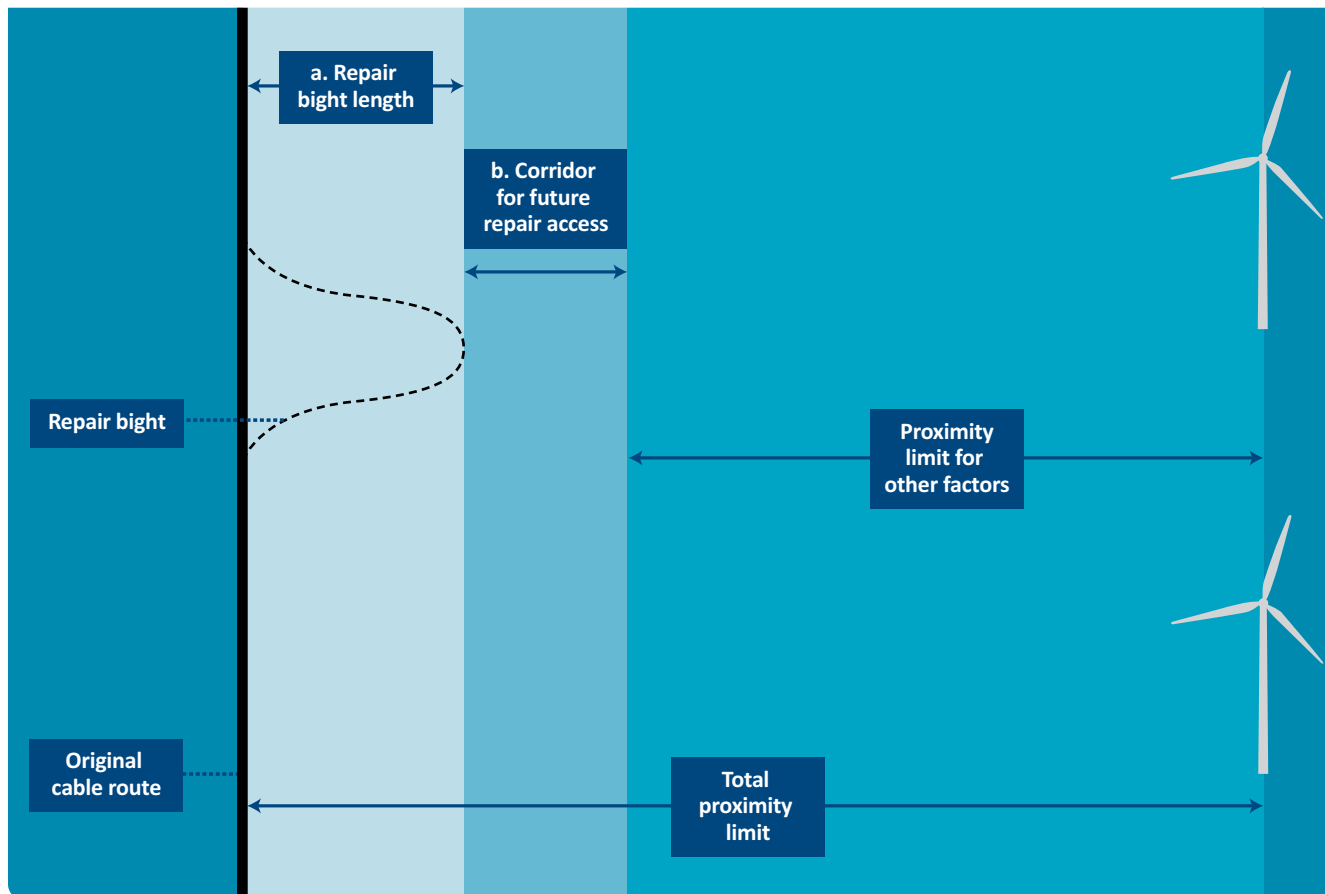 a. Repair
bight length
b. Corridor
for future
repair access
Repair bight
Proximity
limit for
other factors
Original
cable route
Total
proximity
limit